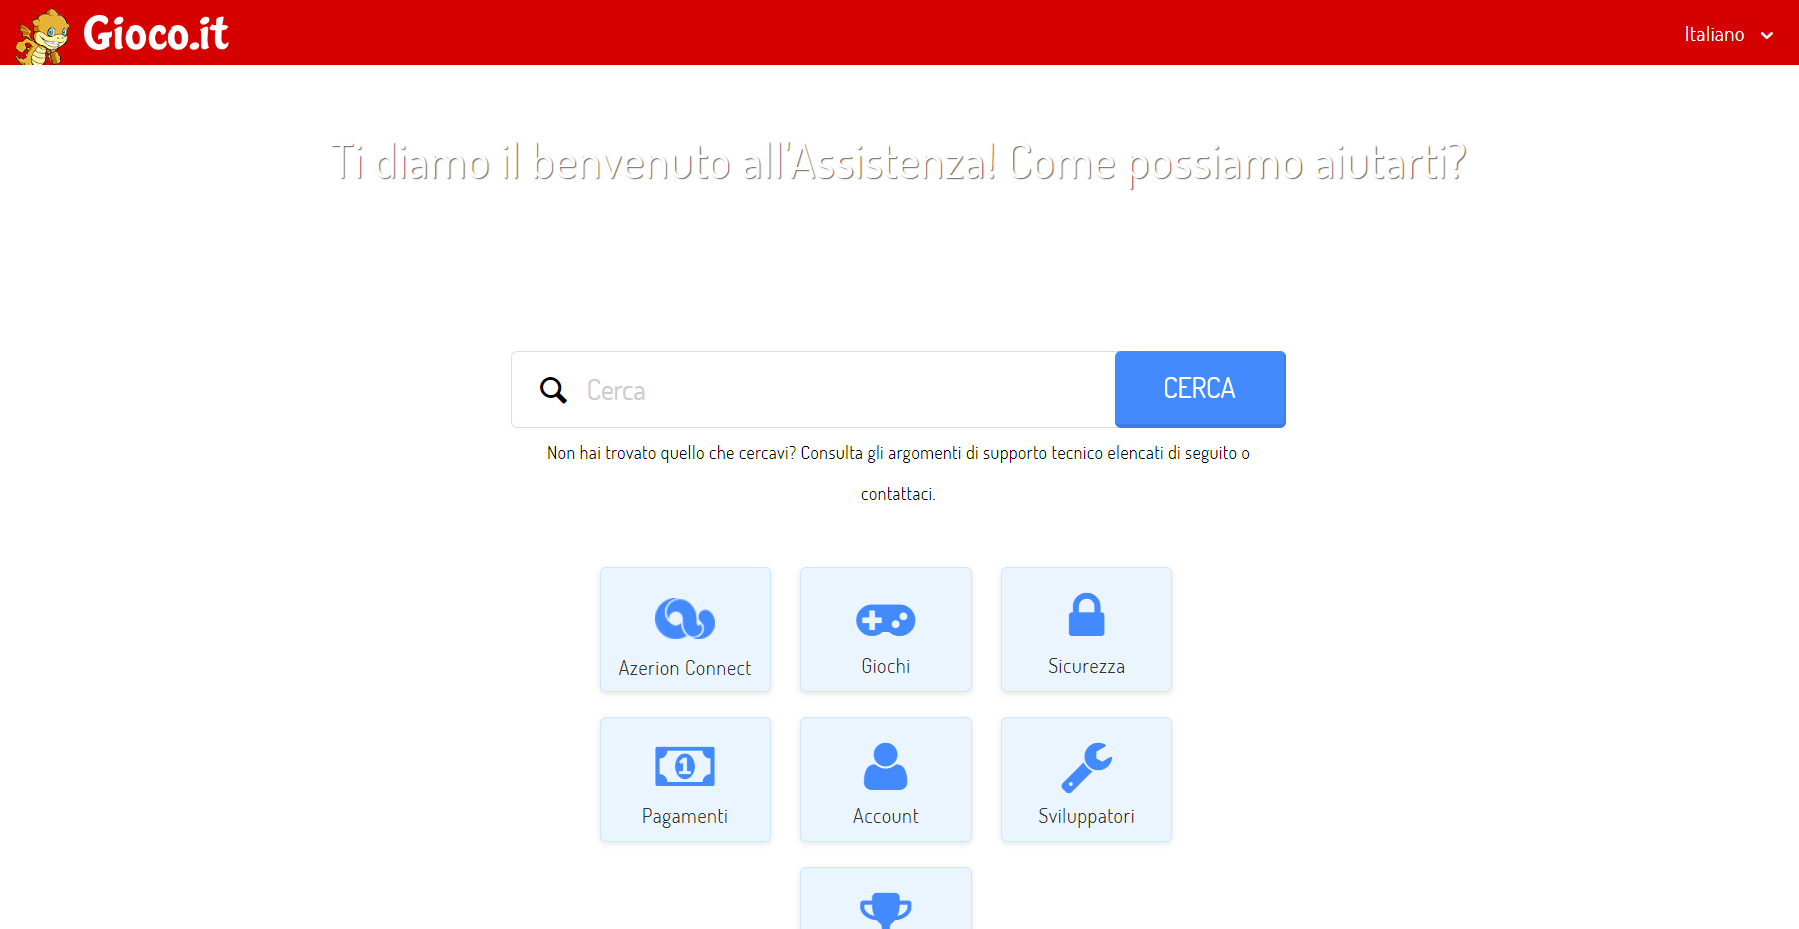 Gioco.it
Italiano
Ti diamo il benvenuto all'Assistenza! Come possiamo aiutarti?
Cerca
CERCA
Non hai trovato quello che cercavi? Consulta gli argomenti di supporto tecnico elencati di seguito o
contattaci.
Azerion Connect
Giochi
Sicurezza
1
Pagamenti
Account
Sviluppatori